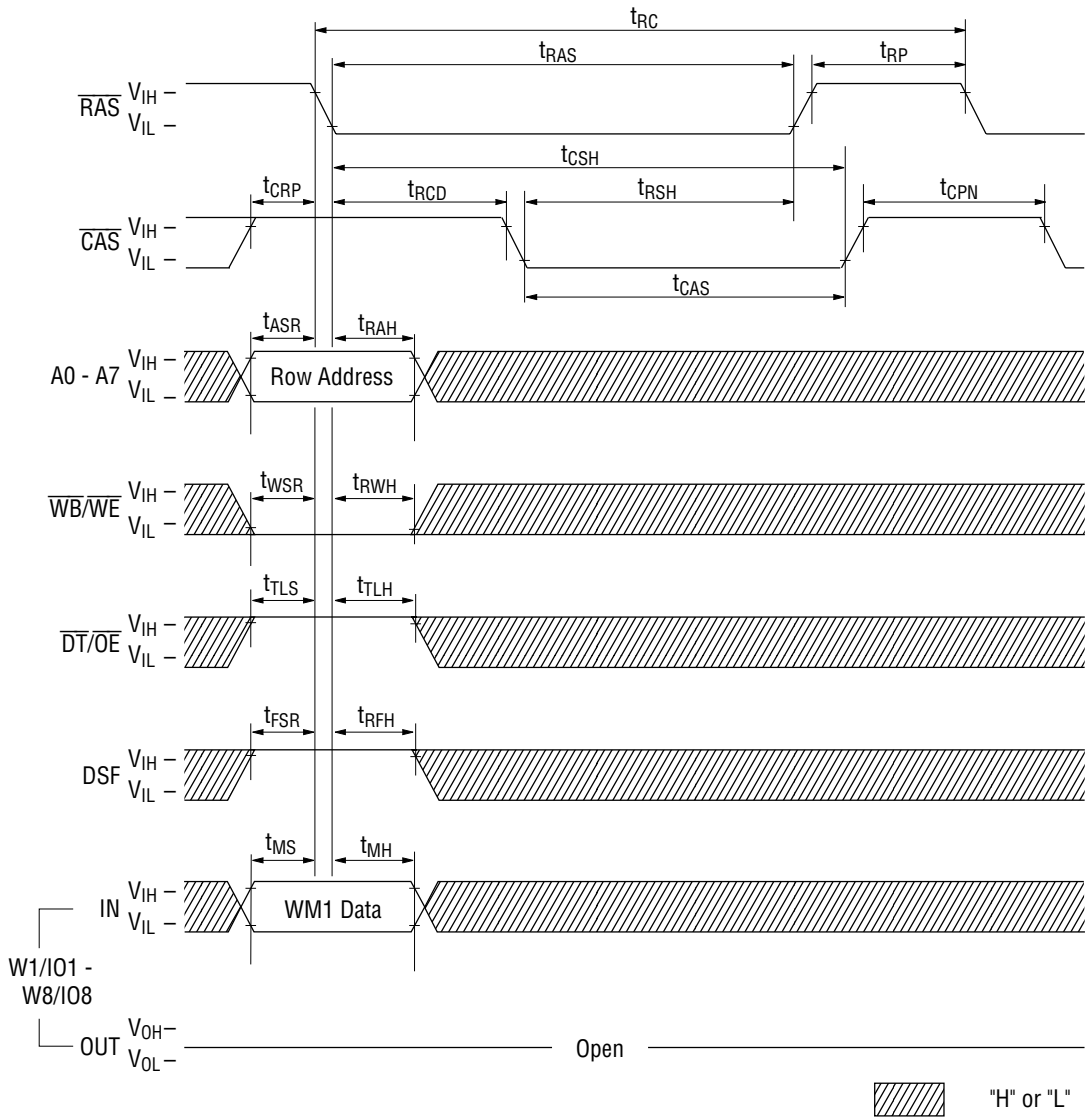 tRC
tRAS
tRP
RAS VIH –
VIL –
tCSH
tCRP
tRCD
tRSH
tCPN
CAS VIH –
VIL –
tCAS
tASR
tRAH
A0 - A7 VIH –
VIL –
Row Address
tWSR
tRWH
WB/WE VIH –
VIL –
tTLS
tTLH
DT/OE VIH –
VIL –
tFSR
tRFH
DSF VIH –
VIL –
tMS
tMH
IN VIH –
VIL –
WM1 Data
W1/IO1 -
W8/IO8
OUT VOH–
VOL –
Open
"H" or "L"